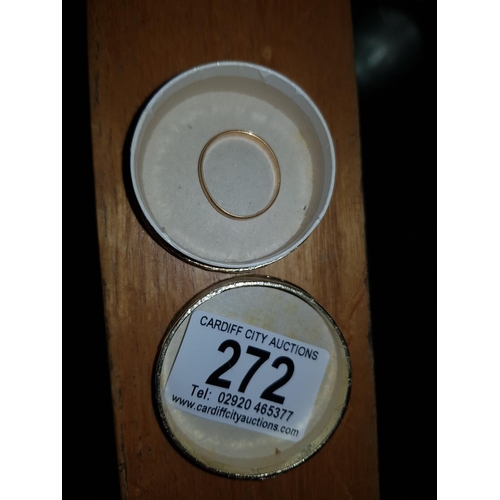 CARDIFF CITY AUCTIONS
272
Tel: 02920 465377
www.cardiffcityauctions.com